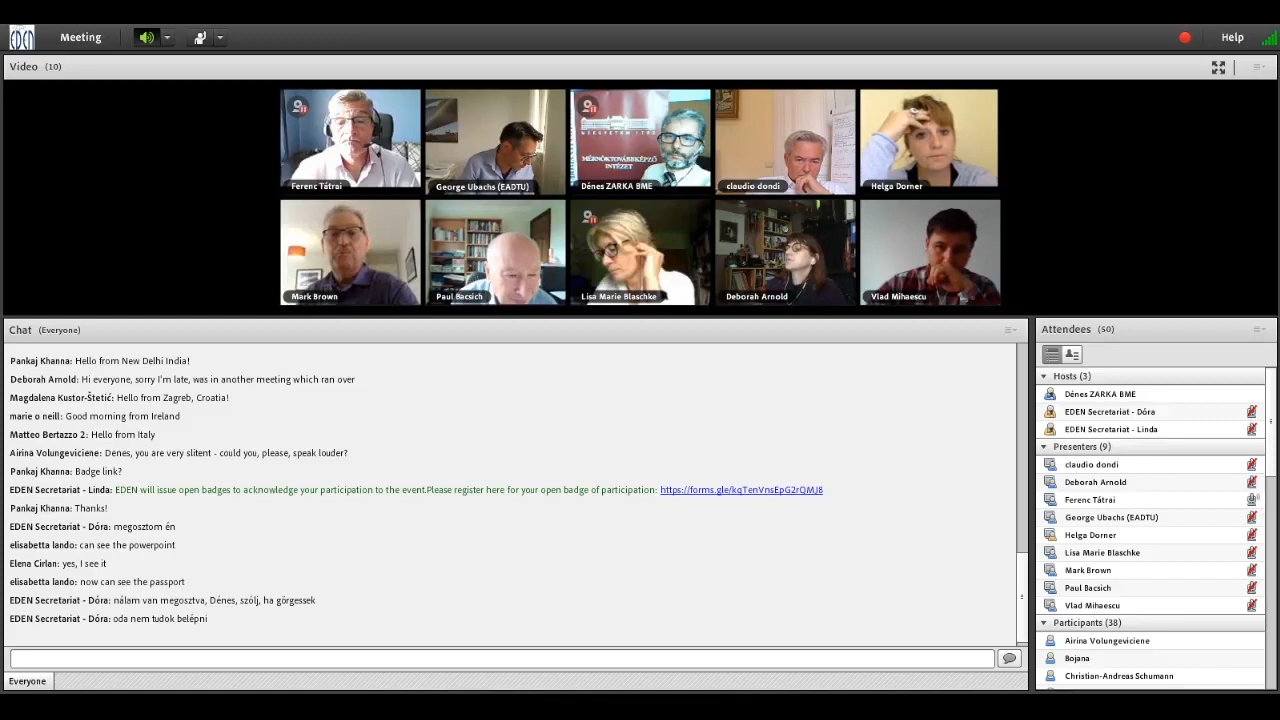 EDEN
Meeting
Help
Video (10)
Ferenc Tátrai
George Ubachs (EADTU)
MÉRNÖKTOVÁBBKÉPZŐ
INTÉZET
Dénes ZARKA BME
claudio dondi
Helga Dorner
Mark Brown
Paul Bacsich
Lisa Marie Blaschke
Deborah Arnold
Vlad Mihaescu
Chat (Everyone)
Pankaj Khanna: Hello from New Delhi India!
Deborah Arnold: Hi everyone, sorry I'm late, was in another meeting which ran over
Magdalena Kustor-Štetić: Hello from Zagreb, Croatia!
marie o neill: Good morning from Ireland
Matteo Bertazzo 2: Hello from Italy
Airina Volungeviciene: Denes, you are very slitent - could you, please, speak louder?
Pankaj Khanna: Badge link?
EDEN Secretariat - Linda: EDEN will issue open badges to acknowledge your participation to the event.Please register here for your open badge of participation: https://forms.gle/kqTenVnsEpG2rQMJ8
Pankaj Khanna: Thanks!
EDEN Secretariat - Dóra: megosztom én
elisabetta lando: can see the powerpoint
Elena Cirlan: yes, I see it
elisabetta lando: now can see the passport
EDEN Secretariat - Dóra: nálam van megosztva, Dénes, szólj, ha görgessek
EDEN Secretariat - Dóra: oda nem tudok belépni
Everyone
Attendees (50)
Hosts (3)
Dénes ZARKA BME
EDEN Secretariat - Dóra
EDEN Secretariat - Linda
Presenters (9)
claudio dondi
Deborah Arnold
Ferenc Tátrai
George Ubachs (EADTU)
Helga Dorner
Lisa Marie Blaschke
Mark Brown
Paul Bacsich
Vlad Mihaescu
Participants (38)
Airina Volungeviciene
Bojana
Christian-Andreas Schumann